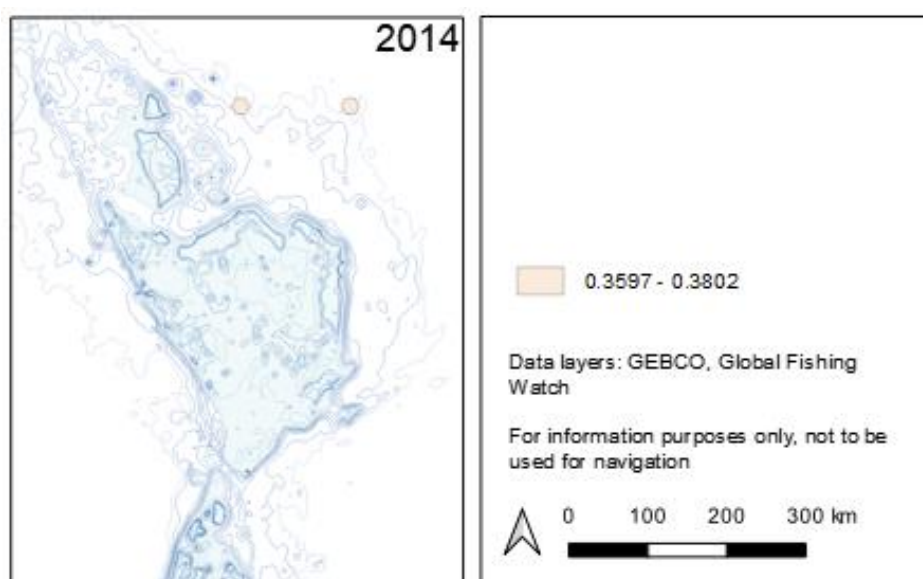 2014
0.3597 - 0.3802
Data layers: GEBCO, Global Fishing
Watch
For information purposes only, not to be
used for navigation
0 100 200 300 km